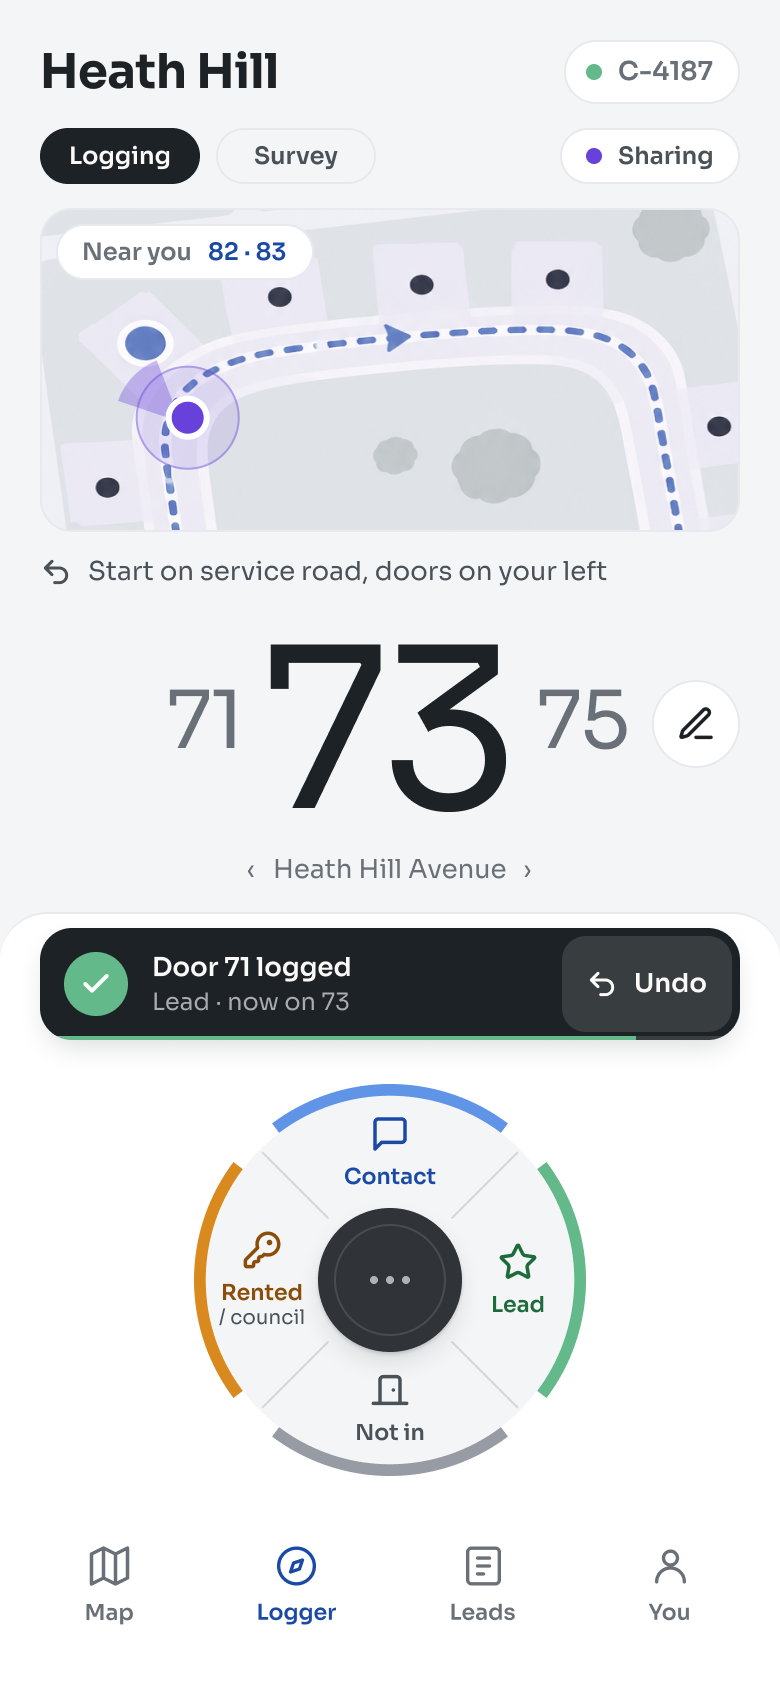 Heath Hill
C-4187
Logging
Survey
Sharing
Near you 82 · 83
Start on service road, doors on your left
71 73 75
‹ Heath Hill Avenue ›
Door 71 logged
Lead · now on 73
Undo
Contact
Rented
/ council
Lead
Not in
Map
Logger
Leads
You